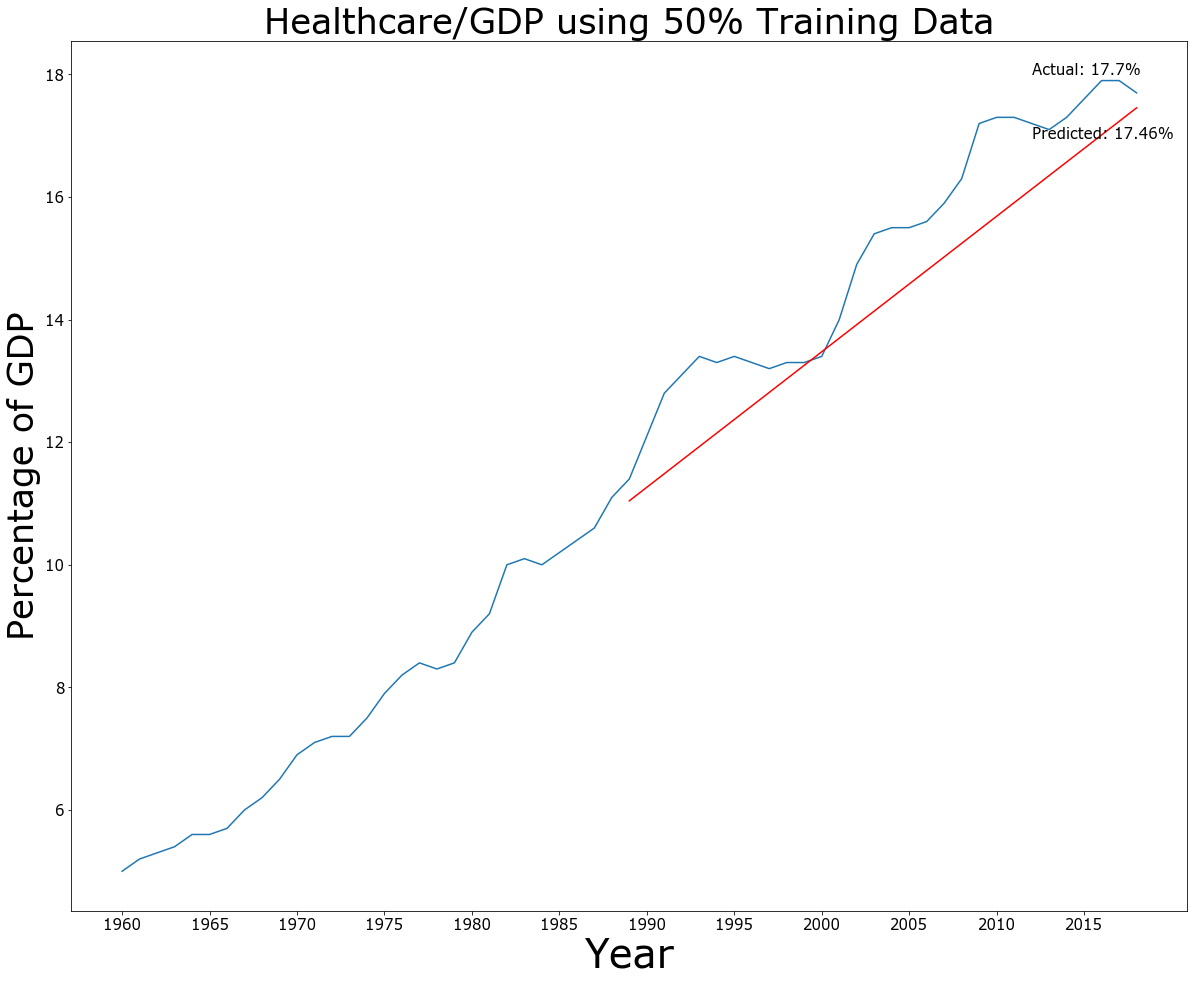 Healthcare/GDP using 50% Training Data
Percentage of GDP
18
16
14
12
10
8
6
Actual: 17.7%
Predicted: 17.46%
1960 1965 1970 1975 1980 1985 1990 1995 2000 2005 2010 2015
Year